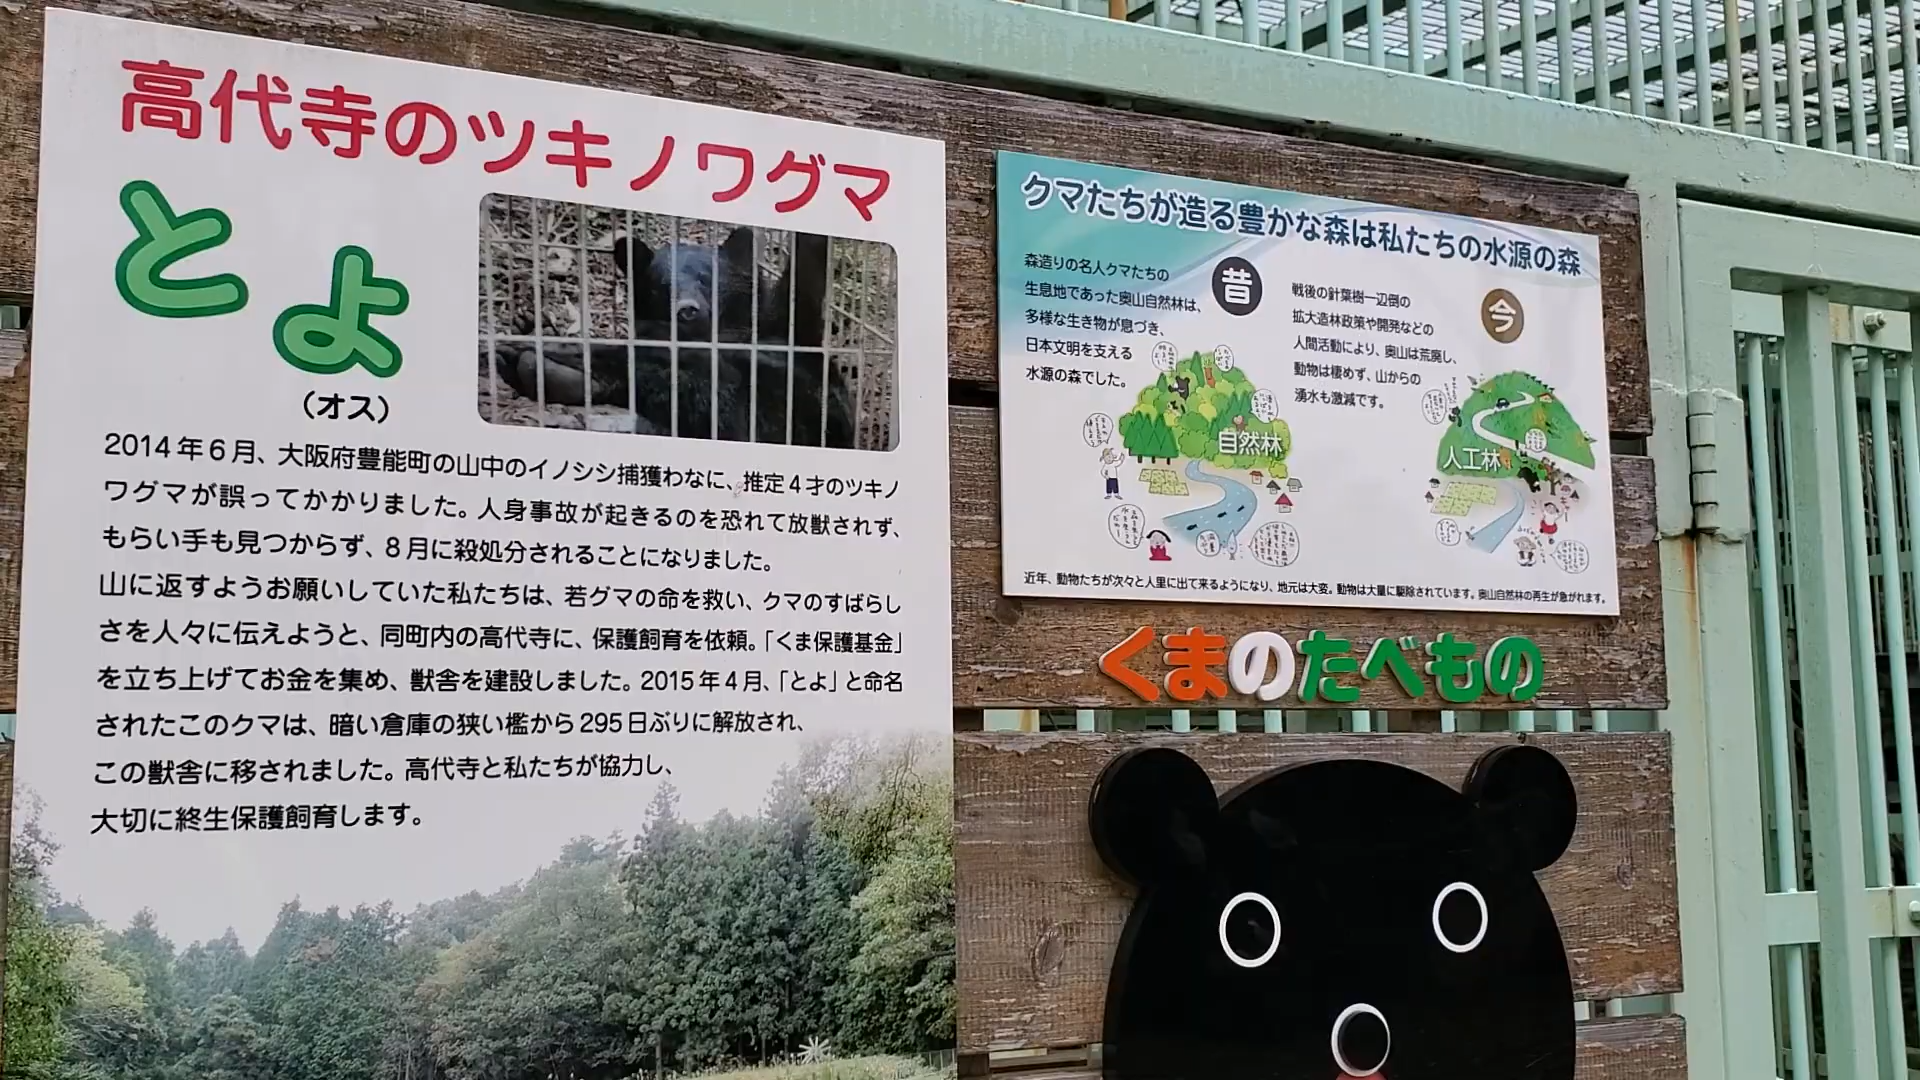 高代寺のツキノワグマ
とよ
(オス)
2014年6月、大阪府豊能町の山中のイノシシ捕獲わなに、推定4才のツキノ
ワグマが誤ってかかりました。人身事故が起きるのを恐れて放獣されず、
もらい手も見つからず、8月に殺処分されることになりました。
山に返すようお願いしていた私たちは、若グマの命を救い、クマのすばらし
さを人々に伝えようと、同町内の高代寺に、保護飼育を依頼。「くま保護基金」
を立ち上げてお金を集め、獣舎を建設しました。2015年4月、「とよ」と命名
されたこのクマは、暗い倉庫の狭い檻から295日ぶりに解放され、
この獣舎に移されました。高代寺と私たちが協力し、
大切に終生保護飼育します。
クマたちが造る豊かな森は私たちの水源の森
昔
森造りの名人クマたちの
生息地であった奥山自然林は、
多様な生き物が息づき、
日本文明を支える
水源の森でした。
自然林
今
戦後の針葉樹一辺倒の
拡大造林政策や開発などの
人間活動により、奥山は荒廃し、
動物は棲めず、山からの
湧水も激減です。
人工林
近年、動物たちが次々と人里に出て来るようになり、地元は大変。動物は大量に駆除されています。奥山自然林の再生が急がれます。
くまのたべもの